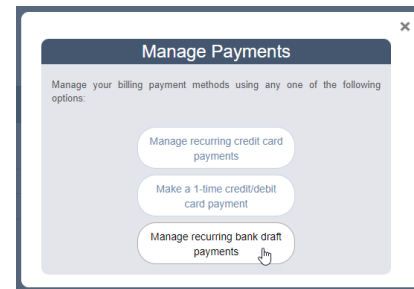 ×
Manage Payments
Manage your billing payment methods using any one of the following
options:
Manage recurring credit card
payments
Make a 1-time credit/debit
card payment
Manage recurring bank draft
payments